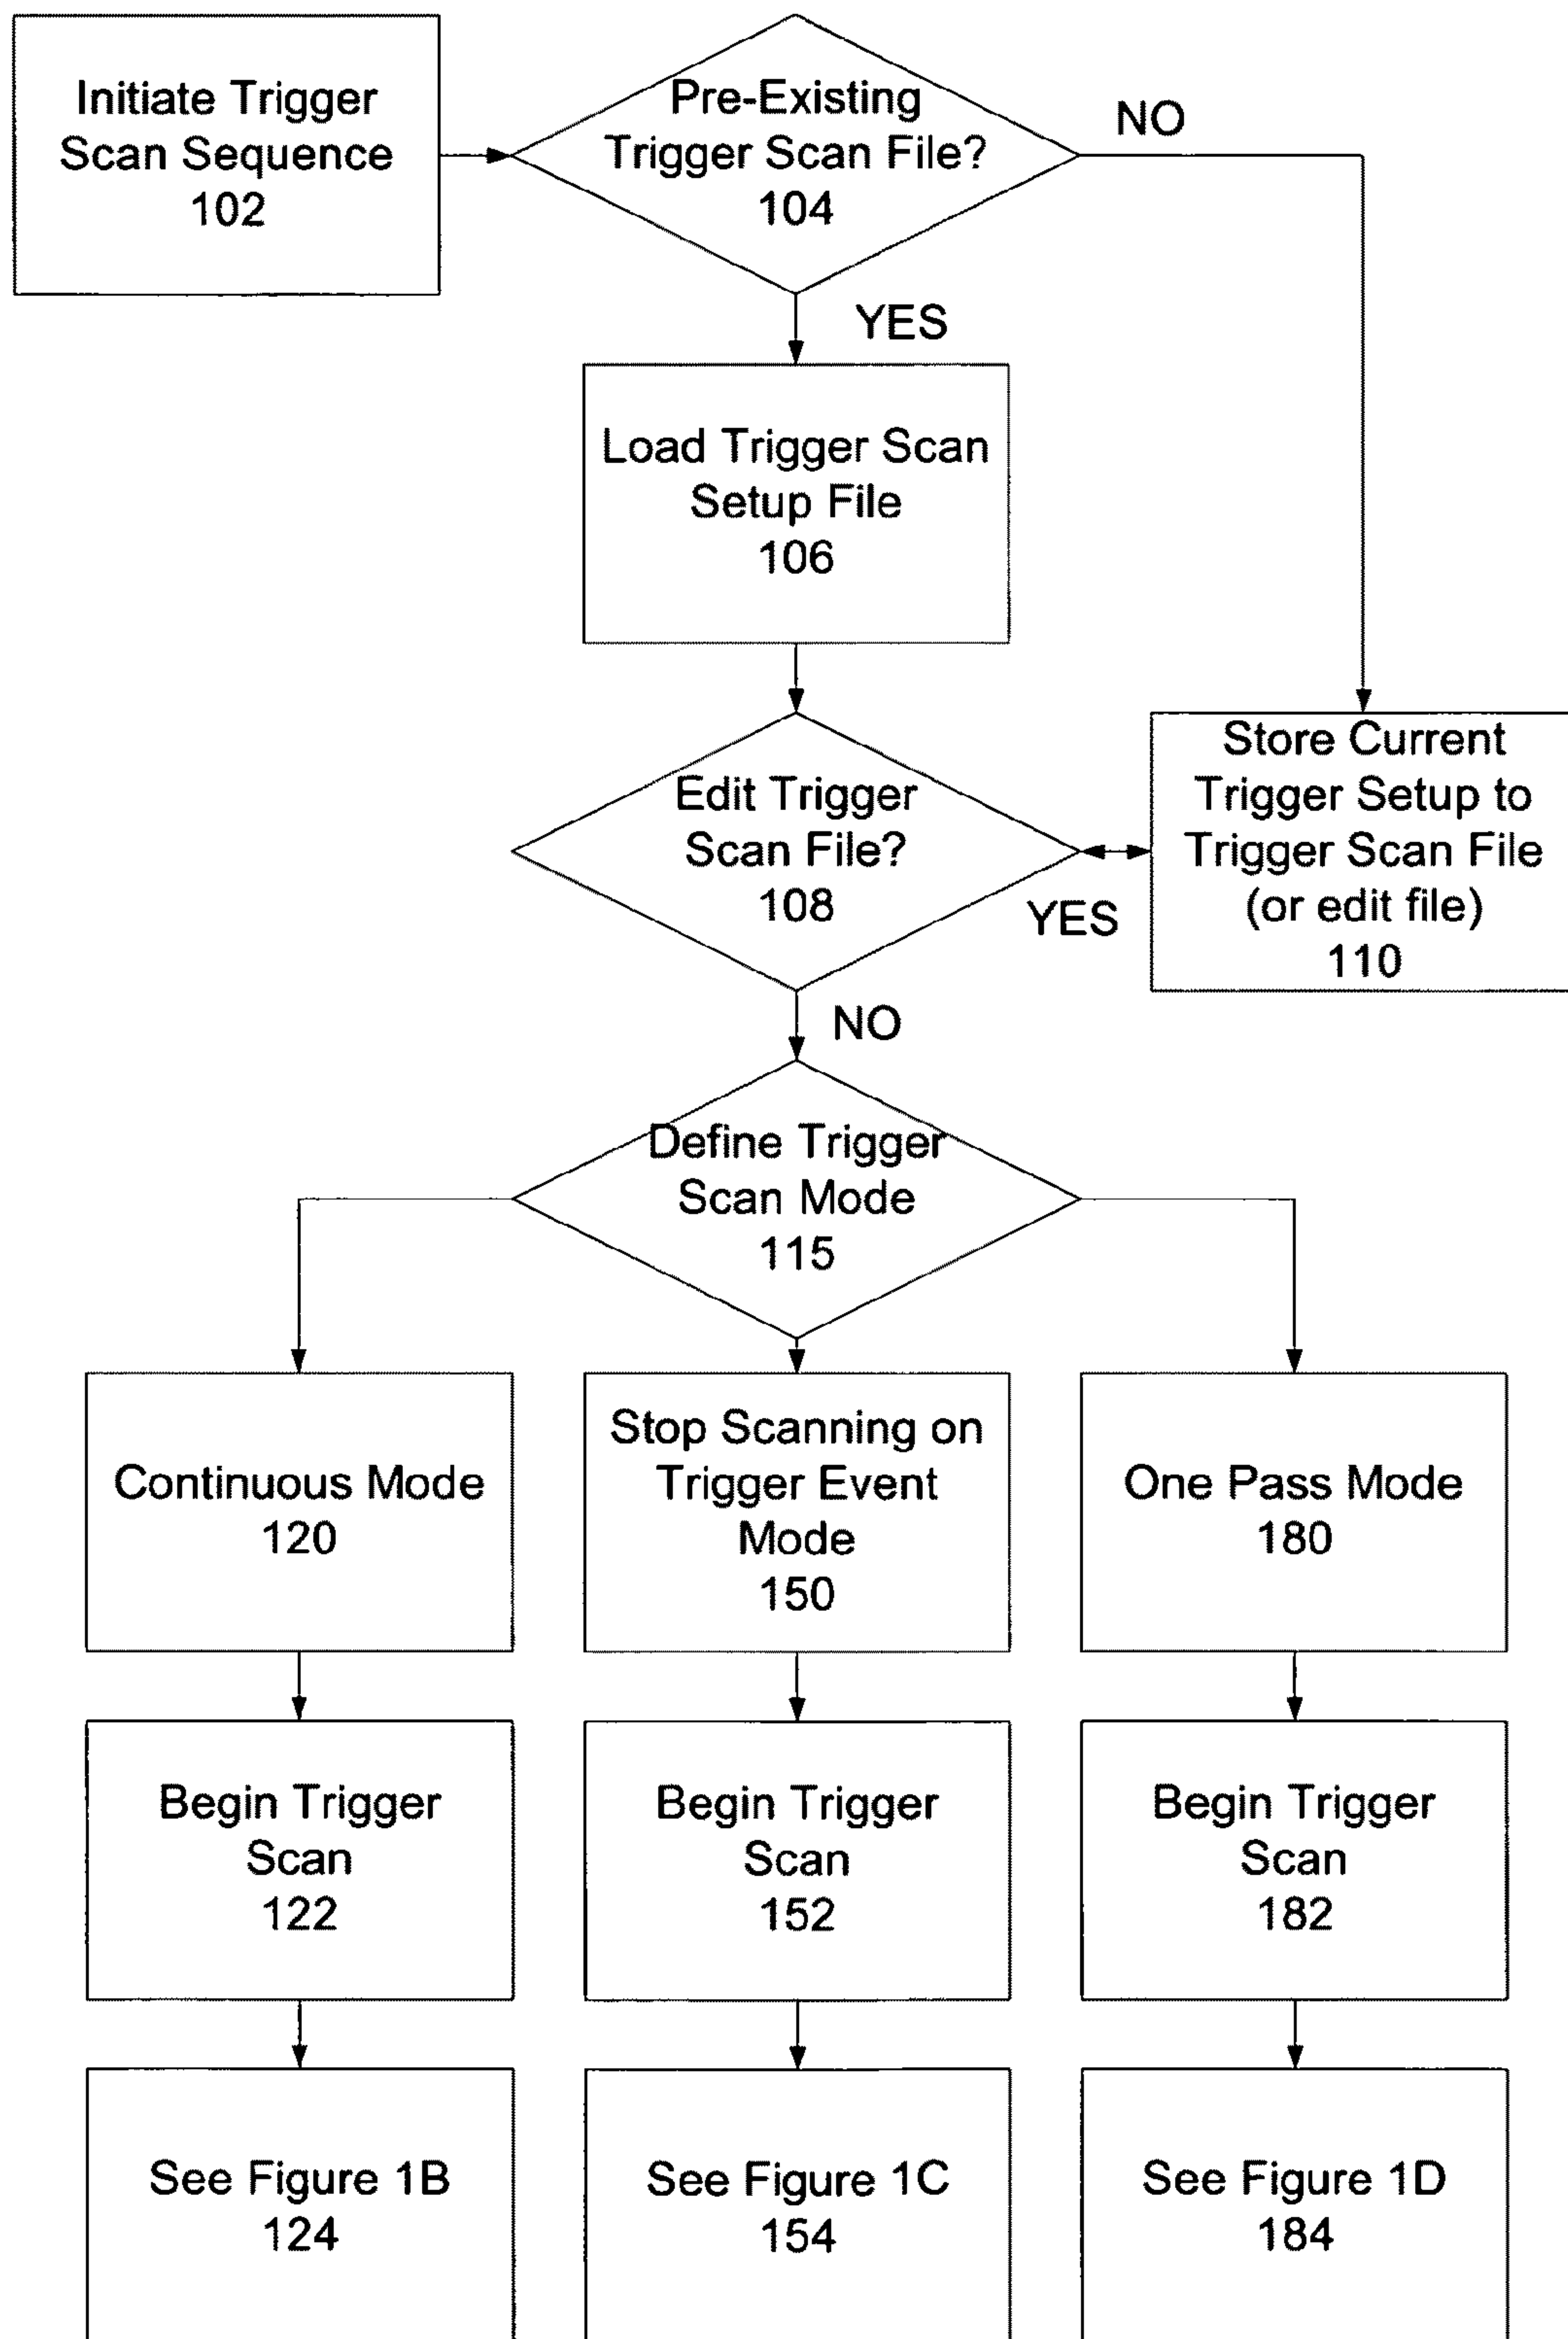 Initiate Trigger
Scan Sequence
102
Pre-Existing
Trigger Scan File?
104
NO
YES
Load Trigger Scan
Setup File
106
Edit Trigger
Scan File?
108
YES
Store Current
Trigger Setup to
Trigger Scan File
(or edit file)
110
NO
Define Trigger
Scan Mode
115
Continuous Mode
120
Stop Scanning on
Trigger Event
Mode
150
One Pass Mode
180
Begin Trigger
Scan
122
Begin Trigger
Scan
152
Begin Trigger
Scan
182
See Figure 1B
124
See Figure 1C
154
See Figure 1D
184